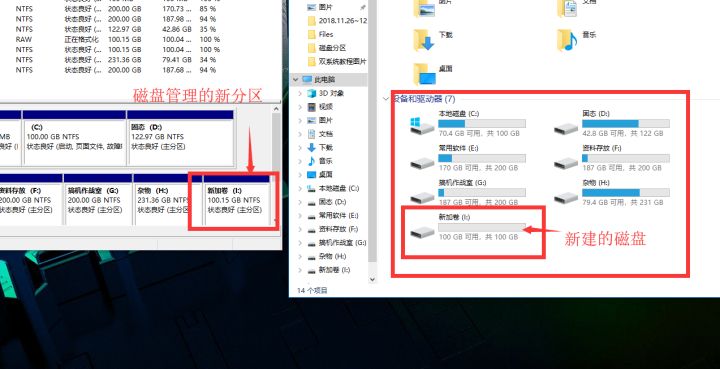 NTFS 状态良好 (... 170.73 ... 85 %
NTFS 200.00 GB 状态良好 (... 187.98 ... 94 %
NTFS 122.97 GB 状态良好 (... 42.86 GB 35 %
RAW 100.15 GB 正在格式化 100.04 GB 100 %
NTFS 100.15 GB 状态良好 (... 100.04 GB 100 %
NTFS 231.36 GB 状态良好 (... 79.41 GB 34 %
NTFS 200.00 GB 状态良好 (... 187.68 ... 94 %
磁盘管理的新分区
(C:)
100.00 GB NTFS
状态良好 (启动, 页面文件, 故障
固态 (D:)
122.97 GB NTFS
状态良好 (主分区)
资料存放 (F:)
200.00 GB NTFS
状态良好 (主分区)
搞机作战室 (G:)
200.00 GB NTFS
状态良好 (主分区)
杂物 (H:)
231.36 GB NTFS
状态良好 (主分区)
新加卷 (I:)
100.15 GB NTFS
状态良好 (主分区)
图片
2018.11.26~12
Files
磁盘分区
双系统教程图片
此电脑
3D 对象
视频
图片
文档
下载
音乐
桌面
本地磁盘 (C:)
固态 (D:)
常用软件 (E:)
资料存放 (F:)
搞机作战室 (G:)
杂物 (H:)
新加卷 (I:)
14 个项目
图片
文档
下载
音乐
桌面
设备和驱动器 (7)
本地磁盘 (C:)
70.4 GB 可用，共 100 GB
固态 (D:)
42.8 GB 可用，共 122 GB
常用软件 (E:)
170 GB 可用，共 200 GB
资料存放 (F:)
187 GB 可用，共 200 GB
搞机作战室 (G:)
187 GB 可用，共 200 GB
杂物 (H:)
79.4 GB 可用，共 231 GB
新加卷 (I:)
100 GB 可用，共 100 GB
新建的磁盘